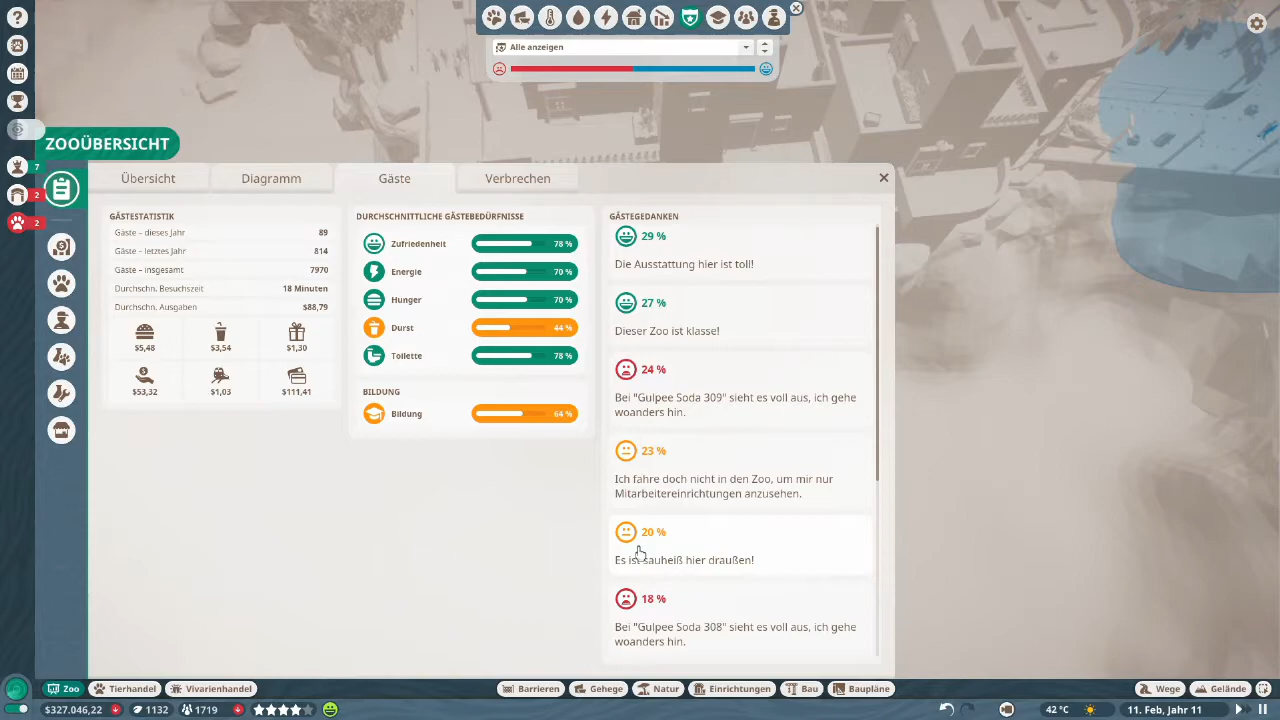 Alle anzeigen
ZOOÜBERSICHT
7
2
2
Übersicht
Diagramm
Gäste
Verbrechen
GÄSTESTATISTIK
Gäste – dieses Jahr 89
Gäste – letztes Jahr 814
Gäste – insgesamt 7970
Durchschn. Besuchszeit 18 Minuten
Durchschn. Ausgaben $88,79
$5,48 $3,54 $1,30
$53,32 $1,03 $111,41
DURCHSCHNITTLICHE GÄSTEBEDÜRFNISSE
Zufriedenheit 78 %
Energie 70 %
Hunger 70 %
Durst 44 %
Toilette 78 %
BILDUNG
Bildung 64 %
GÄSTEGEDANKEN
29 %
Die Ausstattung hier ist toll!
27 %
Dieser Zoo ist klasse!
24 %
Bei "Gulpee Soda 309" sieht es voll aus, ich gehe
woanders hin.
23 %
Ich fahre doch nicht in den Zoo, um mir nur
Mitarbeitereinrichtungen anzusehen.
20 %
Es ist sauheiß hier draußen!
18 %
Bei "Gulpee Soda 308" sieht es voll aus, ich gehe
woanders hin.
Zoo Tierhandel Vivarienhandel Barrieren Gehege Natur Einrichtungen Bau Baupläne Wege Gelände
$327.046,22 1132 1719 42 °C 11. Feb, Jahr 11